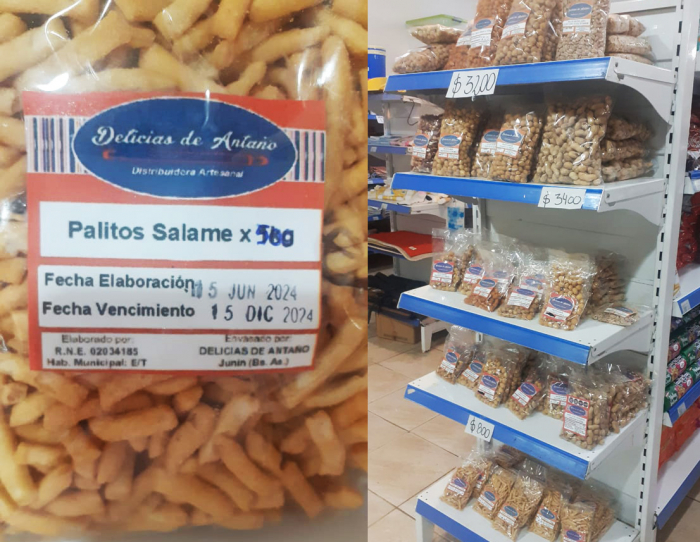 Delicias de Antaño
Distribuidora Artesanal
Palitos Salame x 500g
Fecha Elaboración 15 JUN 2024
Fecha Vencimiento 15 DIC 2024
Elaborado por:
R.N.E. 02034185
Hab. Municipal: E/T
Envasado por:
DELICIAS DE ANTAÑO
Junín (Bs. As.)
$3200
$3400
$800